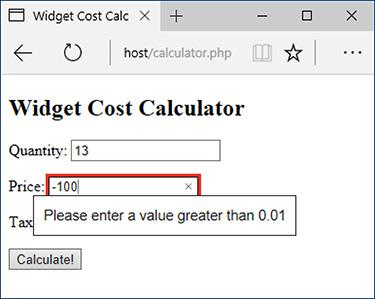 Widget Cost Calc
host/calculator.php
Widget Cost Calculator
Quantity: 13
Price: -100
Please enter a value greater than 0.01
Tax
Calculate!